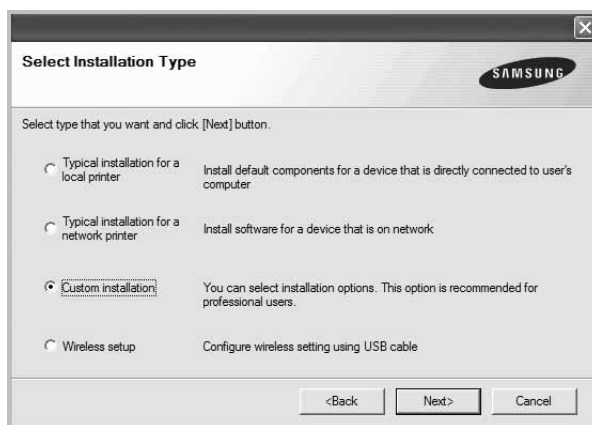 Select Installation Type
SAMSUNG
Select type that you want and click [Next] button.
Typical installation for a
local printer
Install default components for a device that is directly connected to user's
computer
Typical installation for a
network printer
Install software for a device that is on network
Custom installation
You can select installation options. This option is recommended for
professional users.
Wireless setup
Configure wireless setting using USB cable
<Back
Next>
Cancel